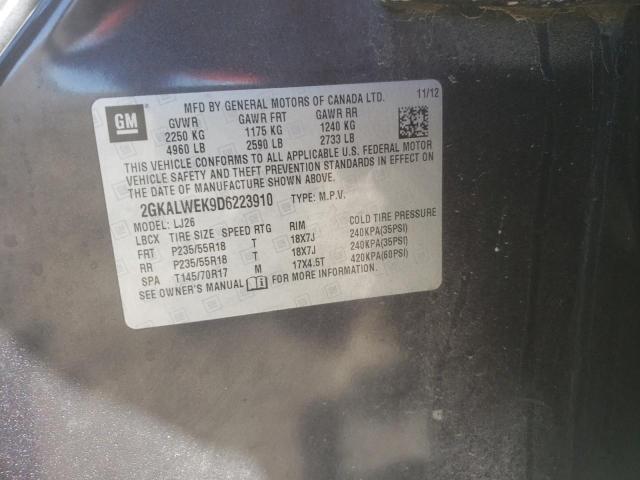 GM
MFD BY GENERAL MOTORS OF CANADA LTD. 11/12
GVWR GAWR FRT GAWR RR
2250 KG 1175 KG 1240 KG
4960 LB 2590 LB 2733 LB
THIS VEHICLE CONFORMS TO ALL APPLICABLE U.S. FEDERAL MOTOR
VEHICLE SAFETY AND THEFT PREVENTION STANDARDS IN EFFECT ON
THE DATE OF MANUFACTURE SHOWN ABOVE.
2GKALWEK9D6223910 TYPE: M.P.V.
MODEL: LJ26
LBCX TIRE SIZE SPEED RTG RIM COLD TIRE PRESSURE
FRT P235/55R18 T 18X7J 240KPA(35PSI)
RR P235/55R18 T 18X7J 240KPA(35PSI)
SPA T145/70R17 M 17X4.5T 420KPA(60PSI)
SEE OWNER'S MANUAL FOR MORE INFORMATION.